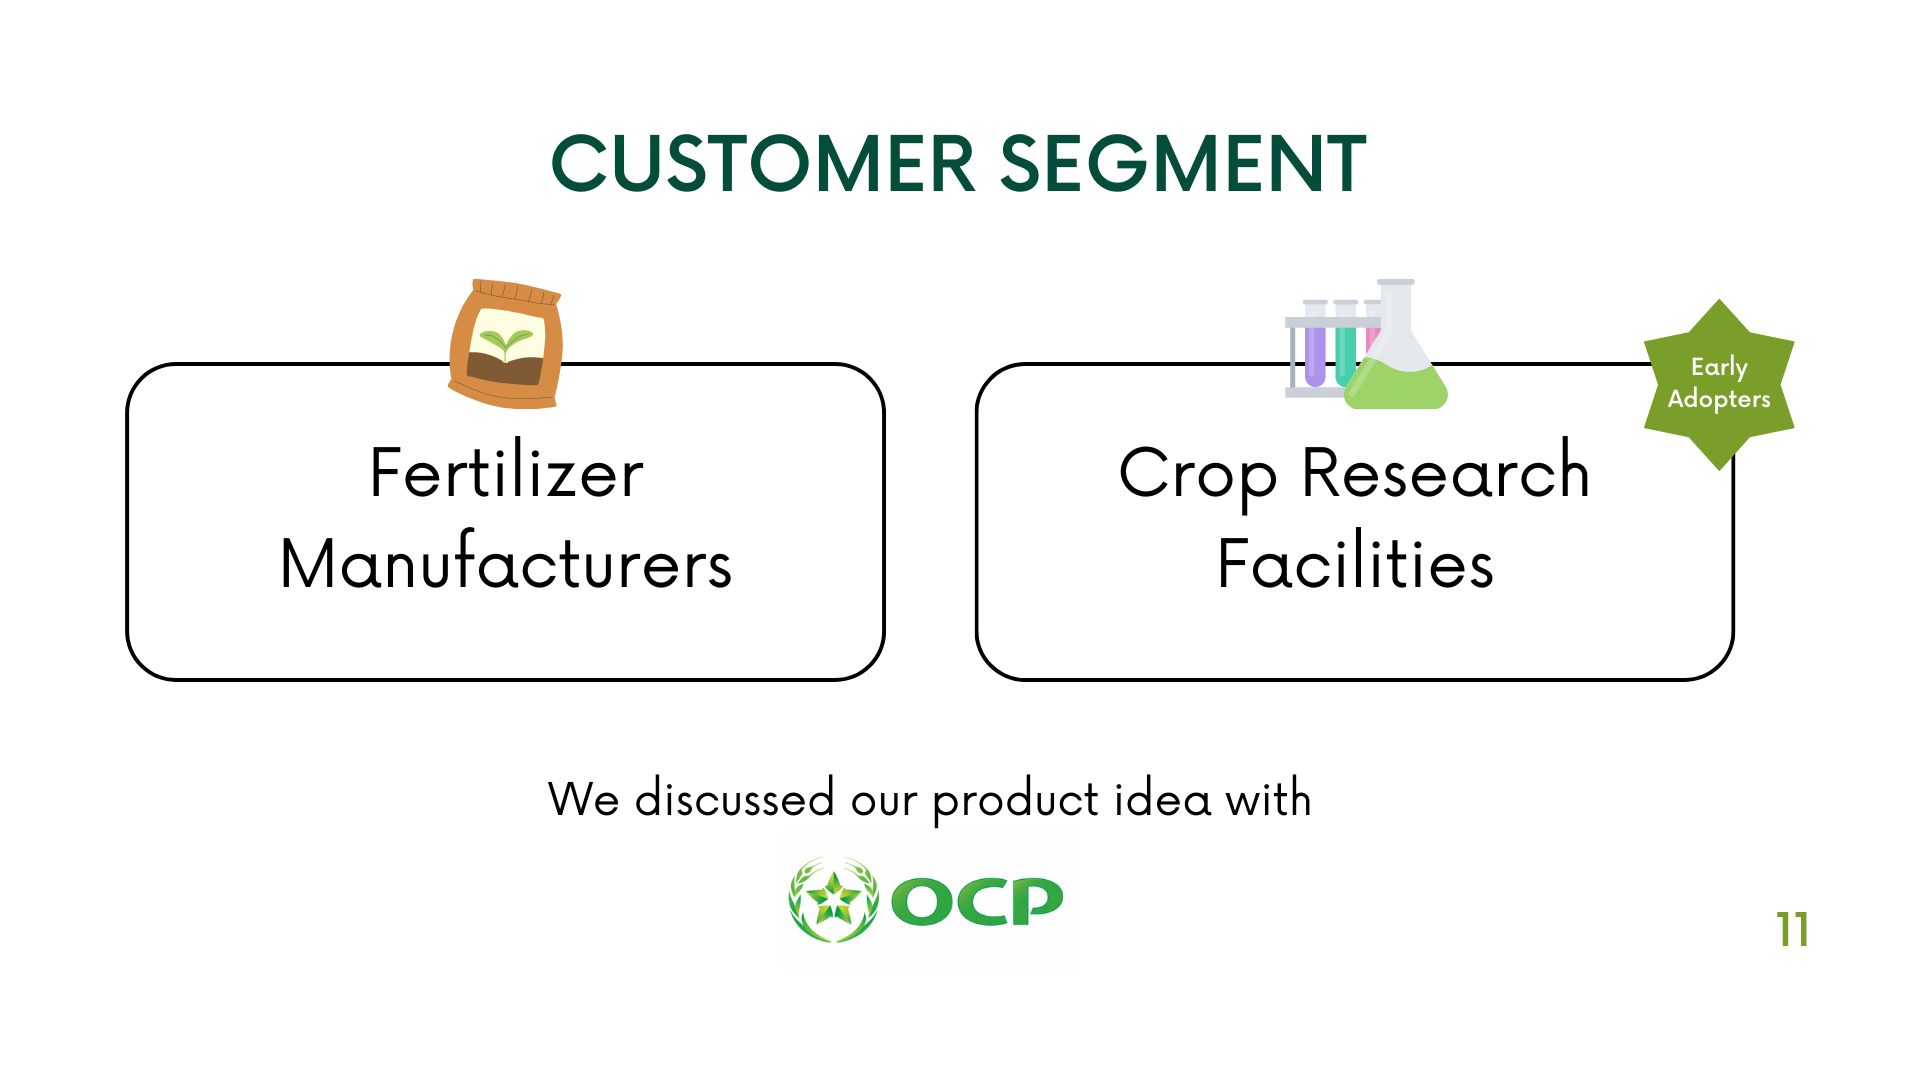 CUSTOMER SEGMENT
Fertilizer
Manufacturers
Crop Research
Facilities
Early
Adopters
We discussed our product idea with
OCP
11